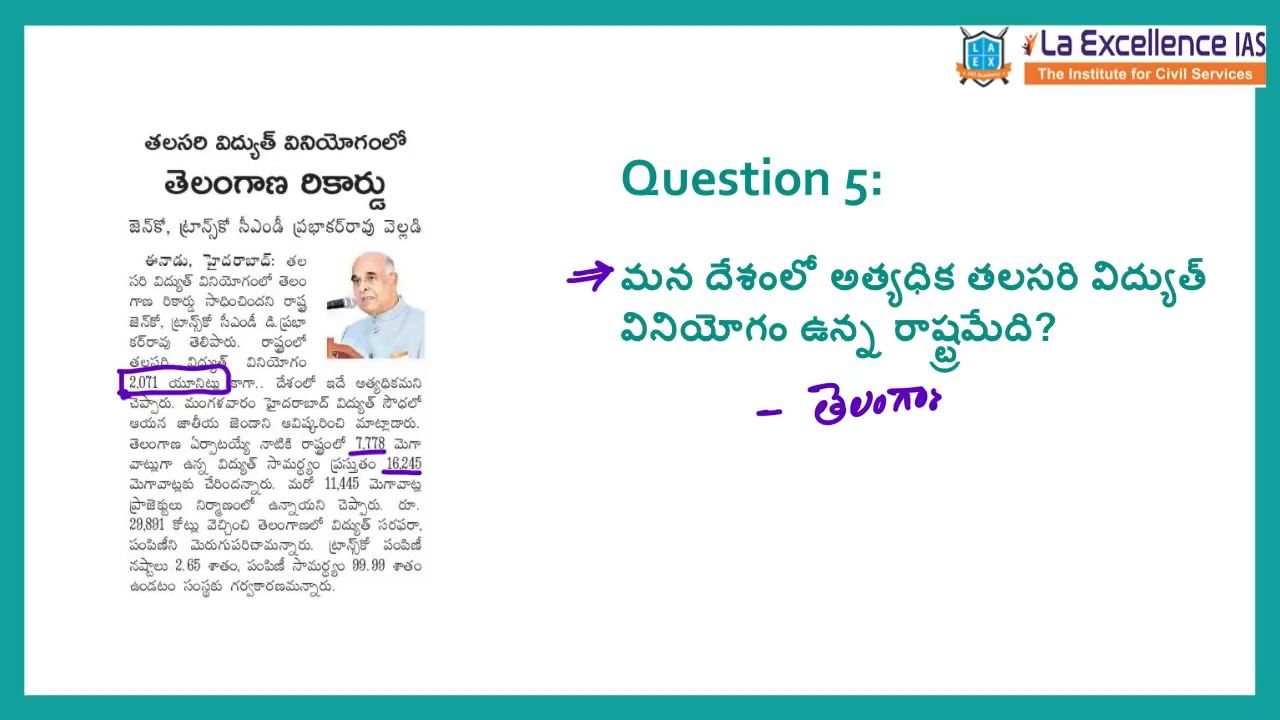 L A
E X
IAS Academy
La Excellence IAS
The Institute for Civil Services
తలసరి విద్యుత్ వినియోగంలో
తెలంగాణ రికార్డు
జెన్‌కో, ట్రాన్స్‌కో సీఎండీ ప్రభాకర్‌రావు వెల్లడి
ఈనాడు, హైదరాబాద్: తల
సరి విద్యుత్ వినియోగంలో తెలం
గాణ రికార్డు సాధించిందని రాష్ట్ర
జెన్‌కో, ట్రాన్స్‌కో సీఎండీ డి.ప్రభా
కర్‌రావు తెలిపారు. రాష్ట్రంలో
తలసరి విద్యుత్ వినియోగం
2,071 యూనిట్లు కాగా.. దేశంలో ఇదే అత్యధికమని
చెప్పారు. మంగళవారం హైదరాబాద్ విద్యుత్ సౌధలో
ఆయన జాతీయ జెండాని ఆవిష్కరించి మాట్లాడారు.
తెలంగాణ ఏర్పాటయ్యే నాటికి రాష్ట్రంలో 7,778 మెగా
వాట్లుగా ఉన్న విద్యుత్ సామర్థ్యం ప్రస్తుతం 16,245
మెగావాట్లకు చేరిందన్నారు. మరో 11,445 మెగావాట్ల
ప్రాజెక్టులు నిర్మాణంలో ఉన్నాయని చెప్పారు. రూ.
29,891 కోట్లు వెచ్చించి తెలంగాణలో విద్యుత్ సరఫరా,
పంపిణీని మెరుగుపరిచామన్నారు. ట్రాన్స్‌కో పంపిణీ
నష్టాలు 2.65 శాతం, పంపిణీ సామర్థ్యం 99.99 శాతం
ఉండటం సంస్థకు గర్వకారణమన్నారు.
Question 5:
మన దేశంలో అత్యధిక తలసరి విద్యుత్
వినియోగం ఉన్న రాష్ట్రమేది?
- తెలంగాణ